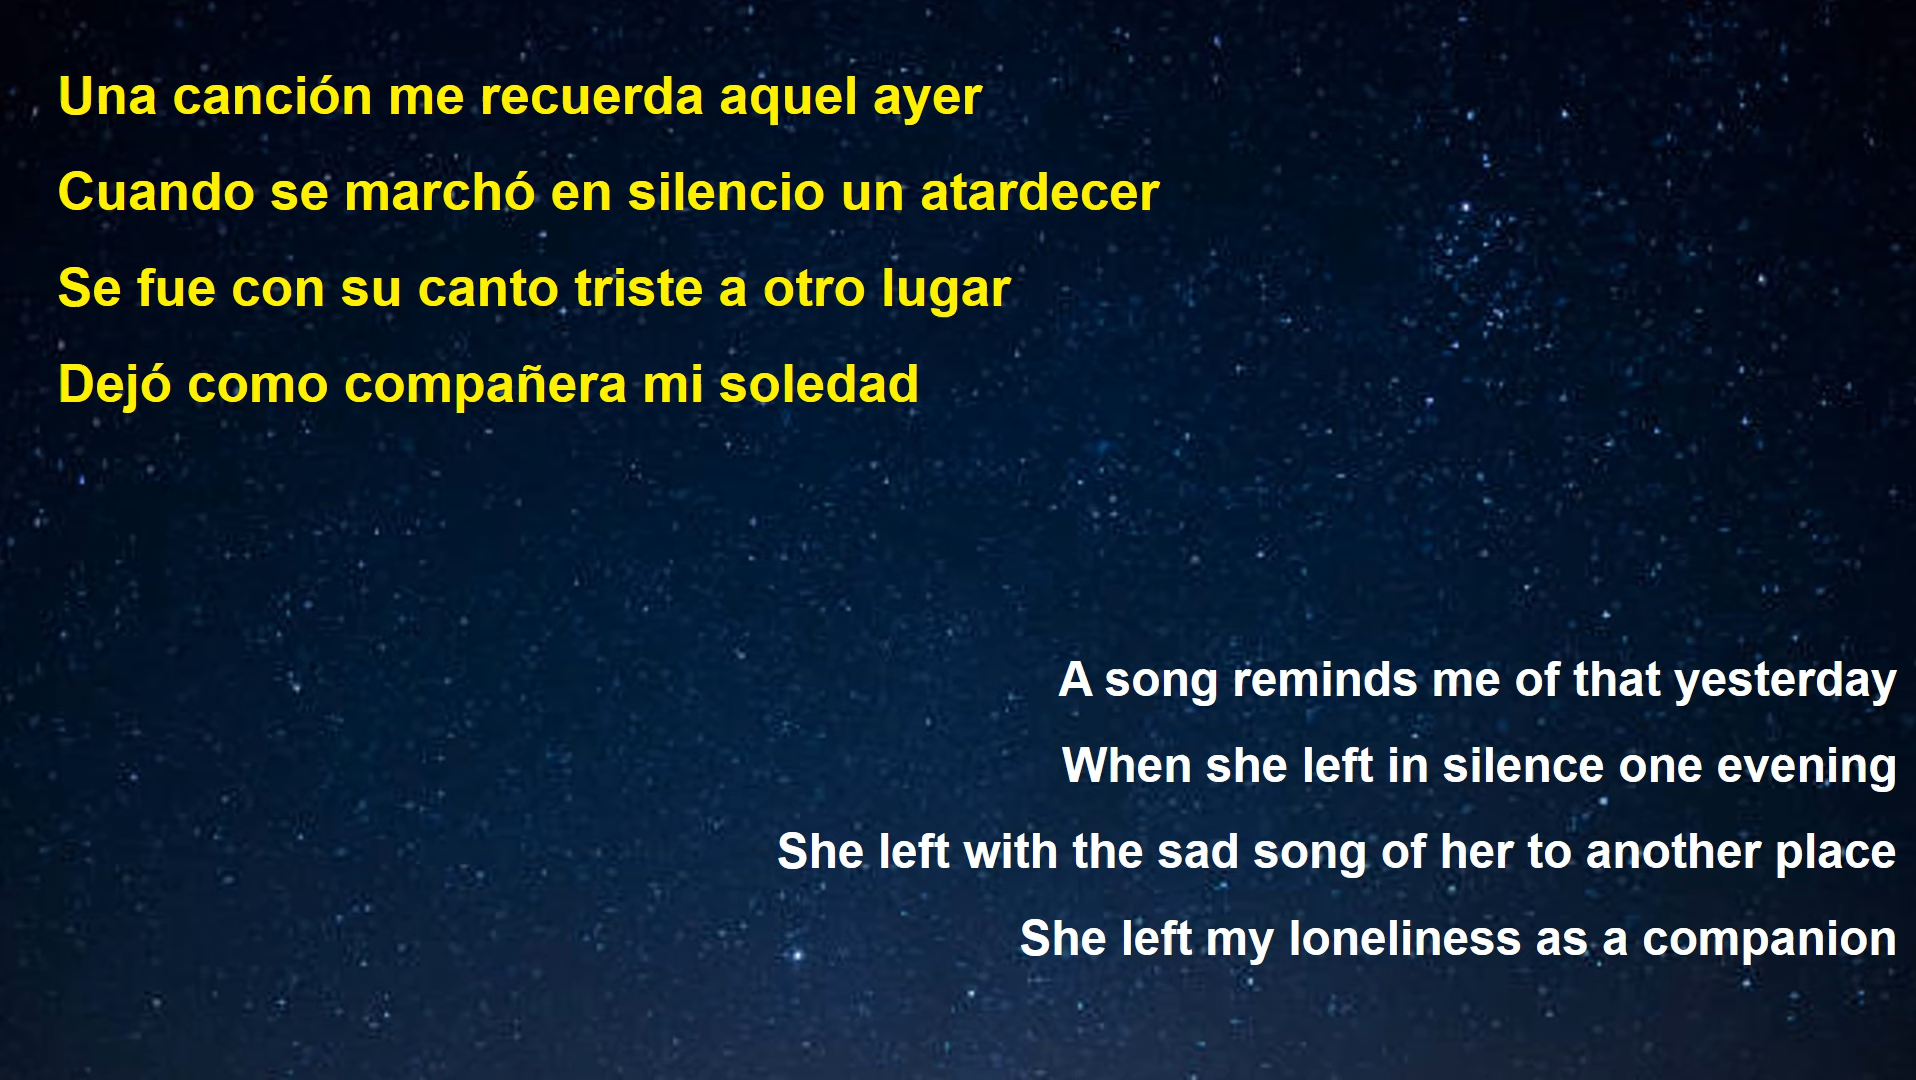 Una canción me recuerda aquel ayer
Cuando se marchó en silencio un atardecer
Se fue con su canto triste a otro lugar
Dejó como compañera mi soledad
A song reminds me of that yesterday
When she left in silence one evening
She left with the sad song of her to another place
She left my loneliness as a companion